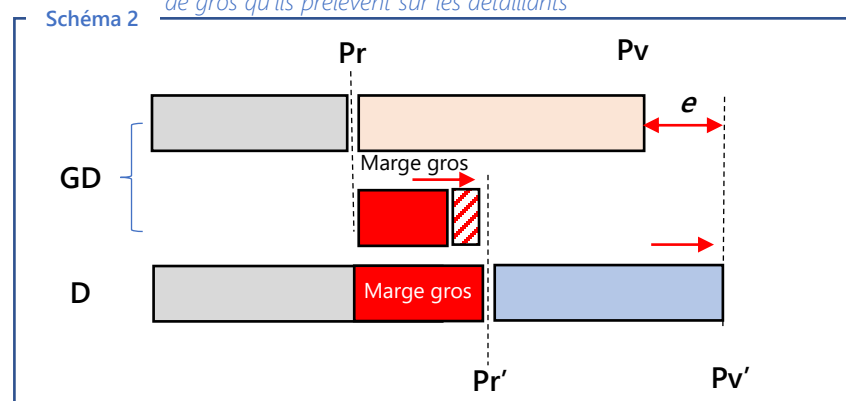 de gros qu'ils prélèvent sur les détaillants
Schéma 2
Pr
Pv
e
Marge gros
GD
D
Marge gros
Pr'
Pv'